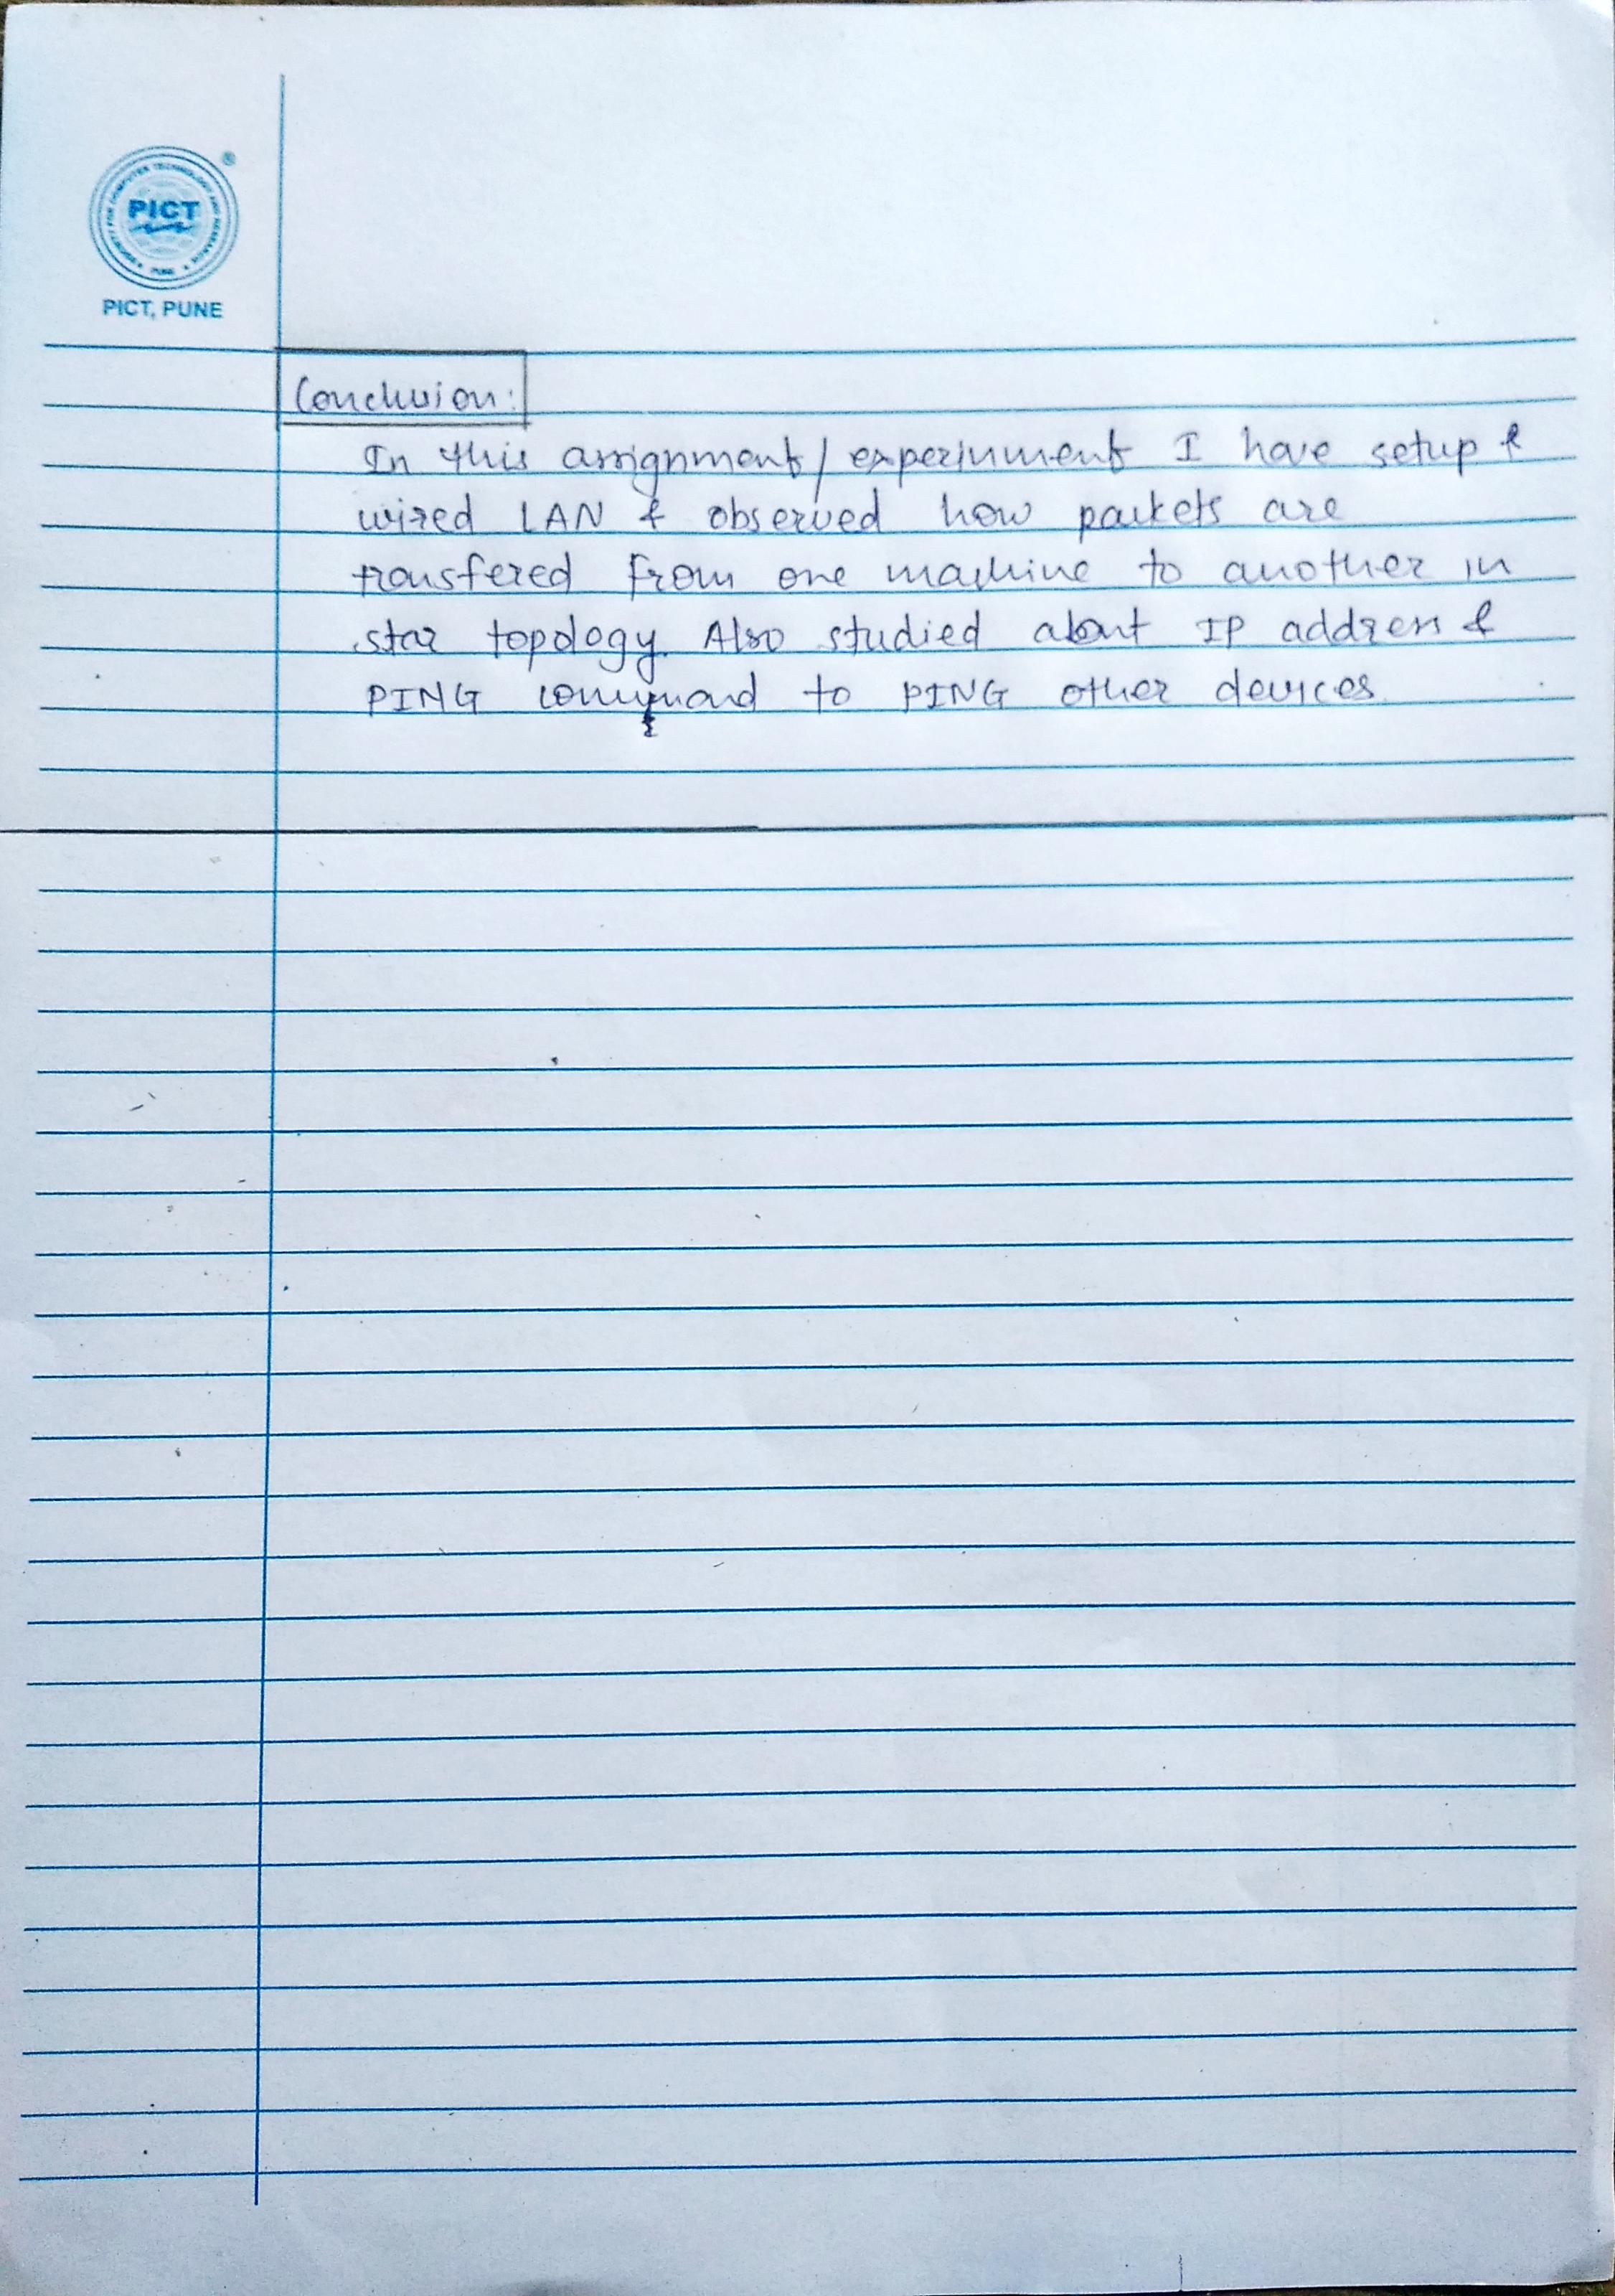 PICT
PICT, PUNE
Conclusion:
In this assignment/experinment I have setup &
wired LAN & observed how packets are
transfered from one machine to another in
star topology. Also studied about IP address &
PING command to PING other devices.